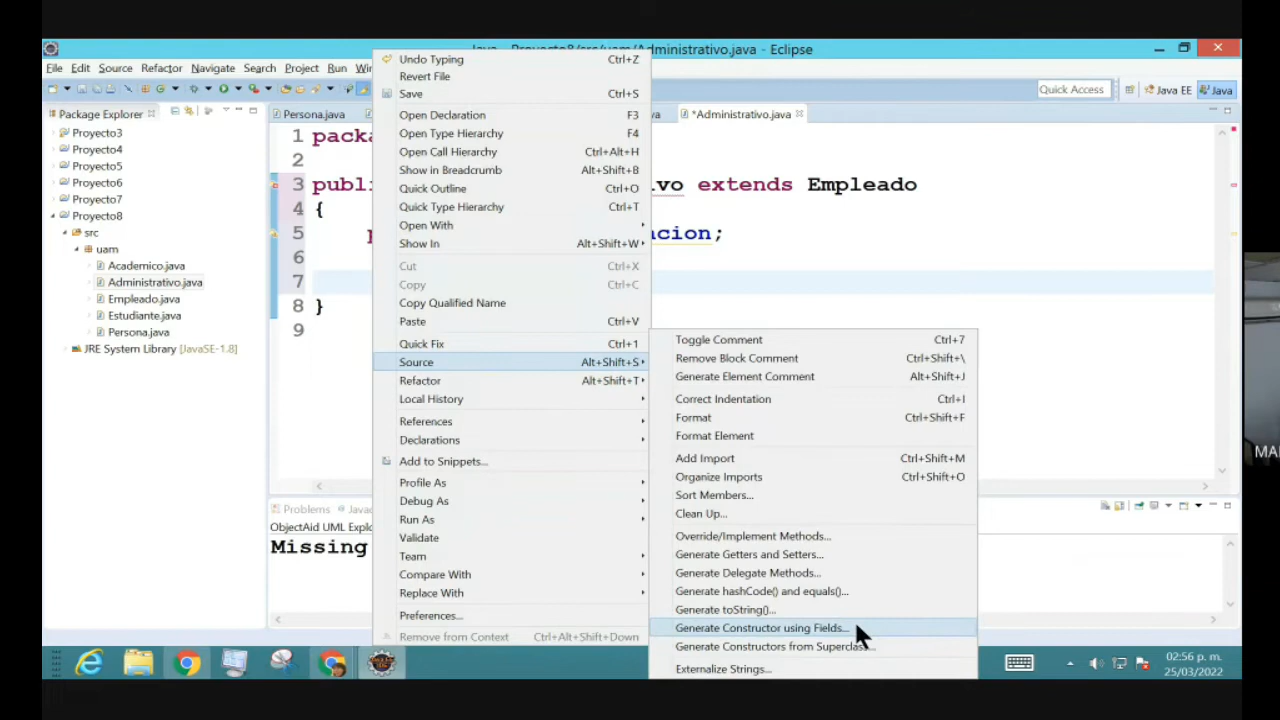 Java - Proyecto8/src/uam/Administrativo.java - Eclipse
File Edit Source Refactor Navigate Search Project Run
Quick Access Java EE Java
Package Explorer
Proyecto3
Proyecto4
Proyecto5
Proyecto6
Proyecto7
Proyecto8
src
uam
Academico.java
Administrativo.java
Empleado.java
Estudiante.java
Persona.java
JRE System Library [JavaSE-1.8]
Persona.java *Administrativo.java
1
2
3 extends Empleado
4 {
5
6
7
8 }
9
Undo Typing Ctrl+Z
Revert File
Save Ctrl+S
Open Declaration F3
Open Type Hierarchy F4
Open Call Hierarchy Ctrl+Alt+H
Show in Breadcrumb Alt+Shift+B
Quick Outline Ctrl+O
Quick Type Hierarchy Ctrl+T
Open With
Show In Alt+Shift+W
Cut Ctrl+X
Copy Ctrl+C
Copy Qualified Name
Paste Ctrl+V
Quick Fix Ctrl+1
Source Alt+Shift+S
Refactor Alt+Shift+T
Local History
References
Declarations
Add to Snippets...
Profile As
Debug As
Run As
Validate
Team
Compare With
Replace With
Preferences...
Remove from Context Ctrl+Alt+Shift+Down
Toggle Comment Ctrl+7
Remove Block Comment Ctrl+Shift+\
Generate Element Comment Alt+Shift+J
Correct Indentation Ctrl+I
Format Ctrl+Shift+F
Format Element
Add Import Ctrl+Shift+M
Organize Imports Ctrl+Shift+O
Sort Members...
Clean Up...
Override/Implement Methods...
Generate Getters and Setters...
Generate Delegate Methods...
Generate hashCode() and equals()...
Generate toString()...
Generate Constructor using Fields...
Generate Constructors from Superclass...
Externalize Strings...
Problems
ObjectAid UML
Missing
02:56 p. m.
25/03/2022